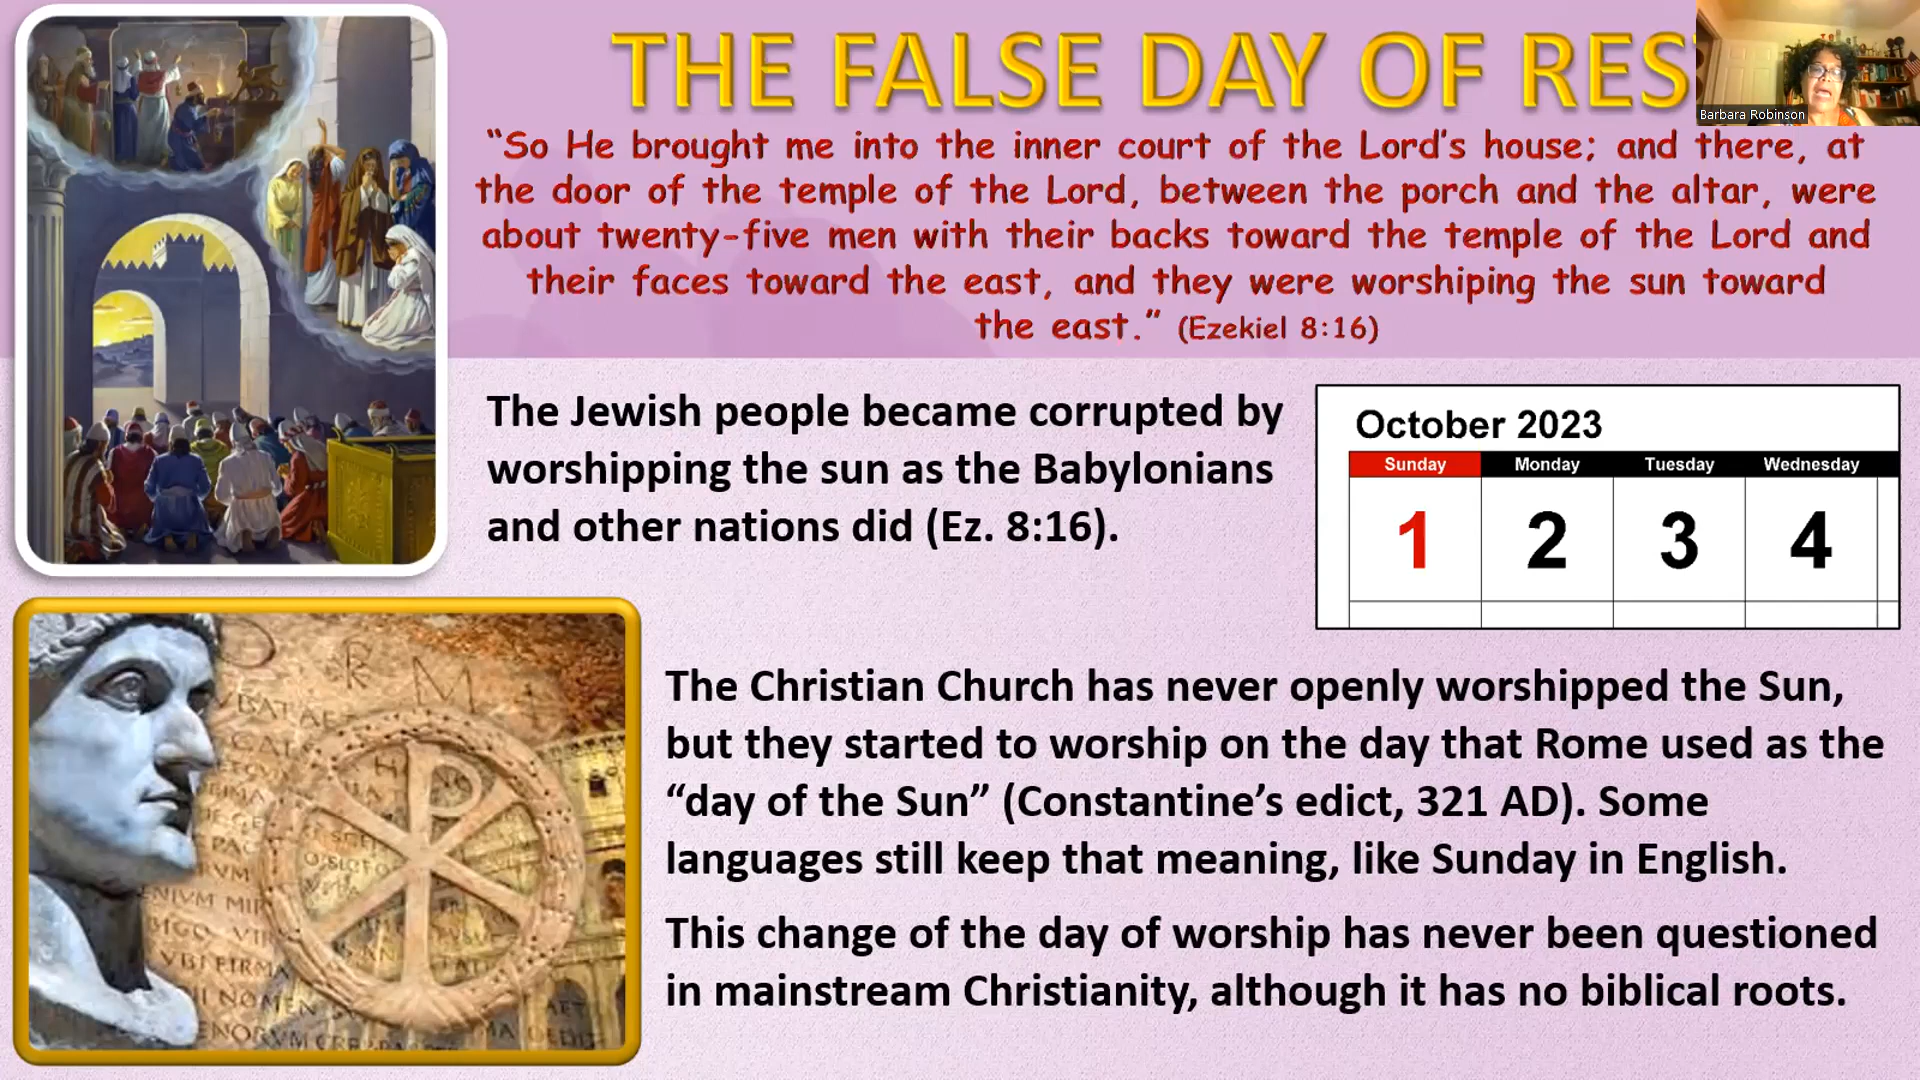 THE FALSE DAY OF RES
Barbara Robinson
“So He brought me into the inner court of the Lord’s house; and there, at
the door of the temple of the Lord, between the porch and the altar, were
about twenty-five men with their backs toward the temple of the Lord and
their faces toward the east, and they were worshiping the sun toward
the east.” (Ezekiel 8:16)
The Jewish people became corrupted by
worshipping the sun as the Babylonians
and other nations did (Ez. 8:16).
October 2023
Sunday Monday Tuesday Wednesday
1 2 3 4
The Christian Church has never openly worshipped the Sun,
but they started to worship on the day that Rome used as the
“day of the Sun” (Constantine’s edict, 321 AD). Some
languages still keep that meaning, like Sunday in English.
This change of the day of worship has never been questioned
in mainstream Christianity, although it has no biblical roots.